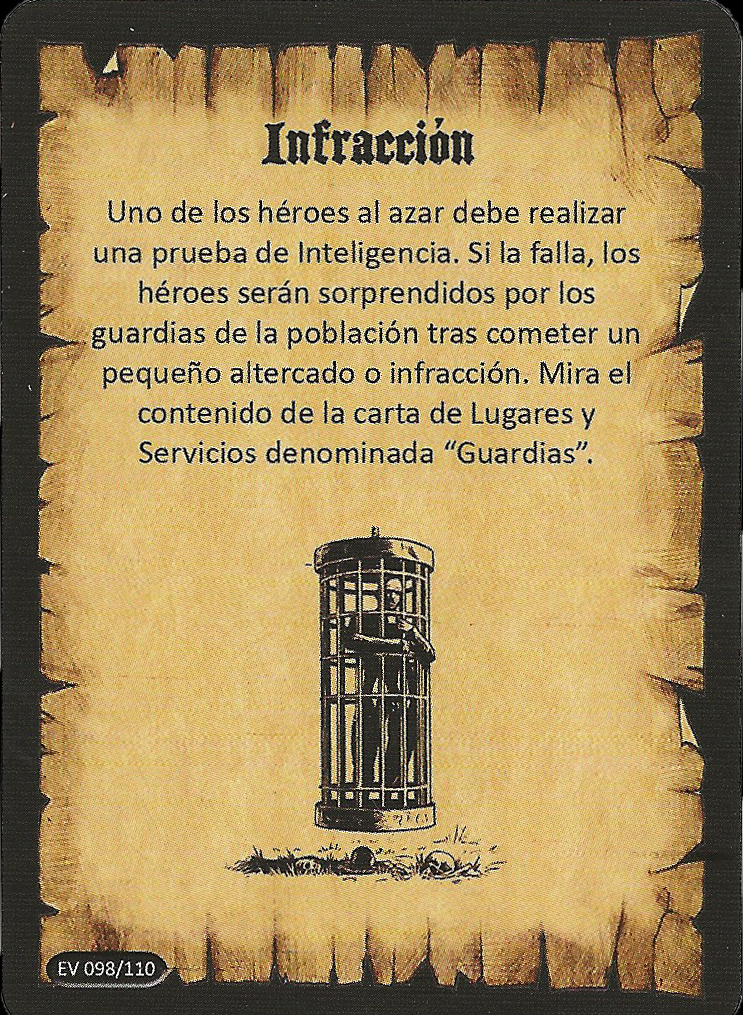 Infracción
Uno de los héroes al azar debe realizar
una prueba de Inteligencia. Si la falla, los
héroes serán sorprendidos por los
guardias de la población tras cometer un
pequeño altercado o infracción. Mira el
contenido de la carta de Lugares y
Servicios denominada “Guardias”.
EV 098/110